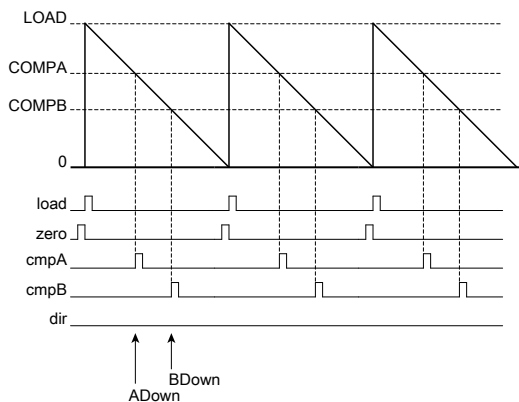 LOAD
COMPA
COMPB
0
load
zero
cmpA
cmpB
dir
BDown
ADown